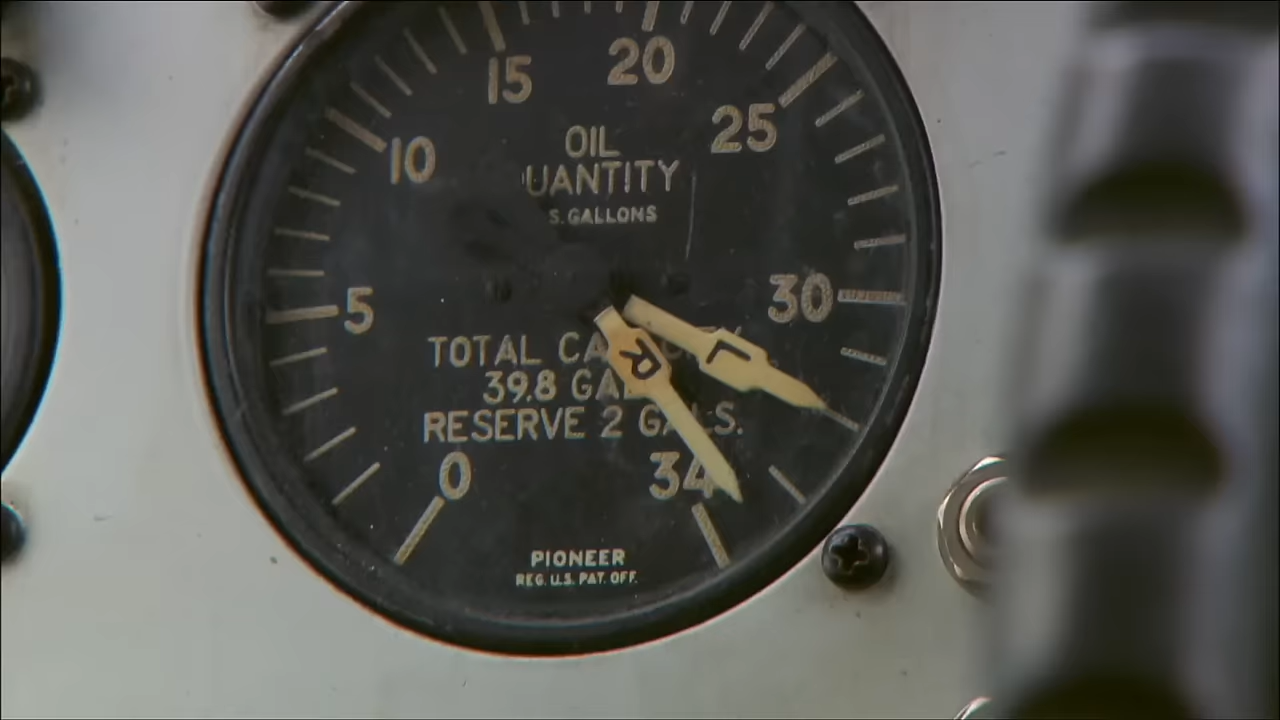 15
20
25
10
OIL
UANTITY
S. GALLONS
30
5
TOTAL CA
39.8 GAL
RESERVE 2 GALS.
0
34
R
L
PIONEER
REG. U.S. PAT. OFF.